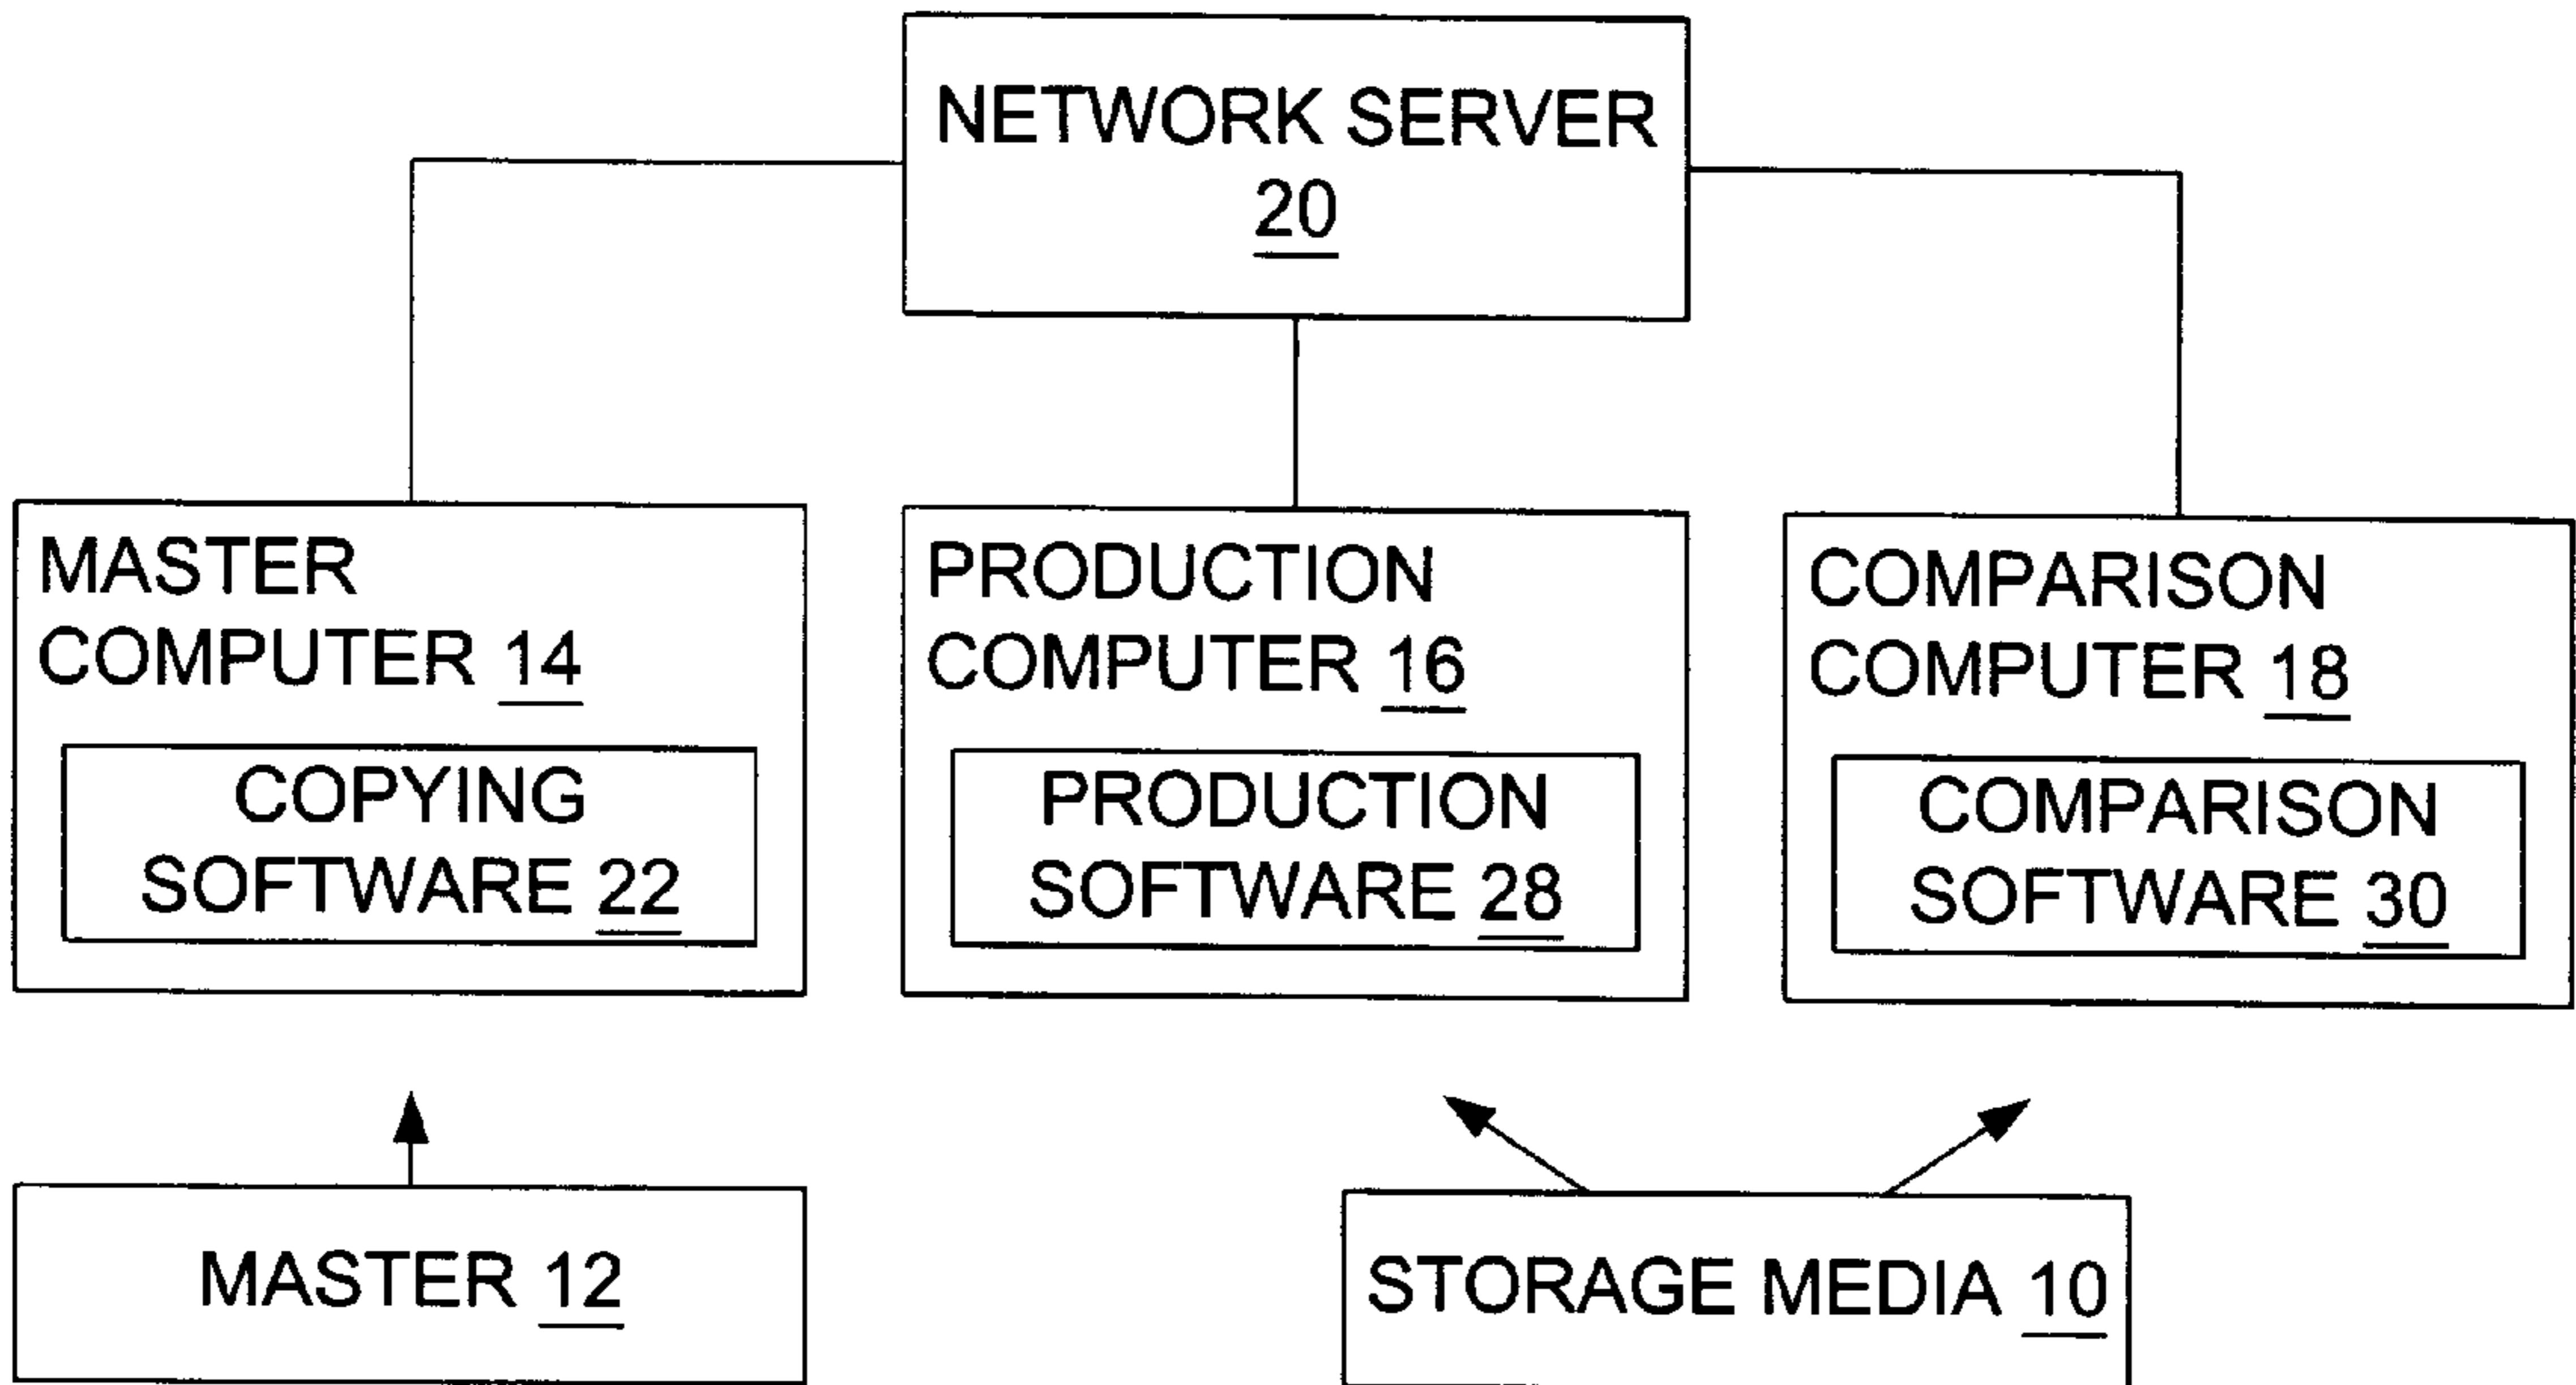 NETWORK SERVER
20
MASTER
COMPUTER 14
COPYING
SOFTWARE 22
PRODUCTION
COMPUTER 16
PRODUCTION
SOFTWARE 28
COMPARISON
COMPUTER 18
COMPARISON
SOFTWARE 30
MASTER 12
STORAGE MEDIA 10